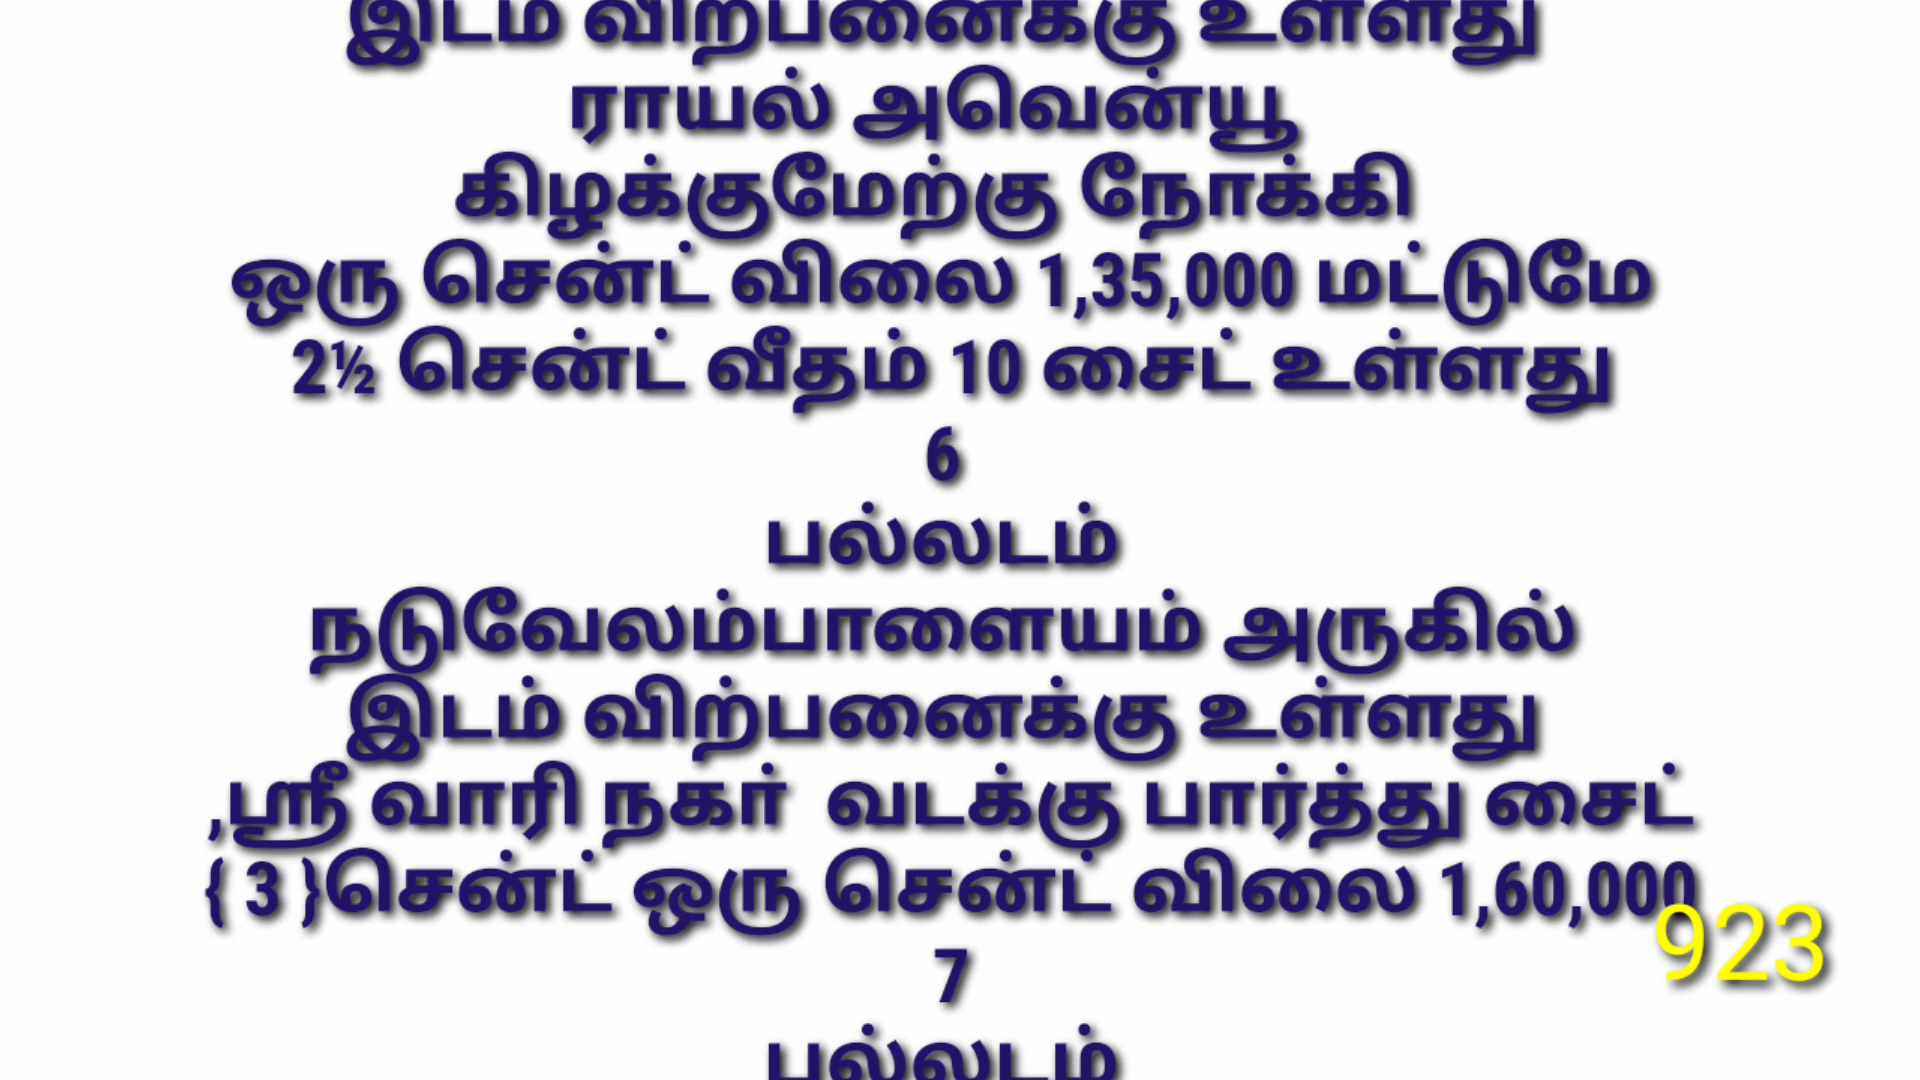 இடம் விற்பனைக்கு உள்ளது
ராயல் அவென்யூ
கிழக்குமேற்கு நோக்கி
ஒரு சென்ட் விலை 1,35,000 மட்டுமே
2½ சென்ட் வீதம் 10 சைட் உள்ளது
6
பல்லடம்
நடுவேலம்பாளையம் அருகில்
இடம் விற்பனைக்கு உள்ளது
,ஸ்ரீ வாரி நகர்  வடக்கு பார்த்து சைட்
{ 3 }சென்ட் ஒரு சென்ட் விலை 1,60,000
923
7
பல்லடம்